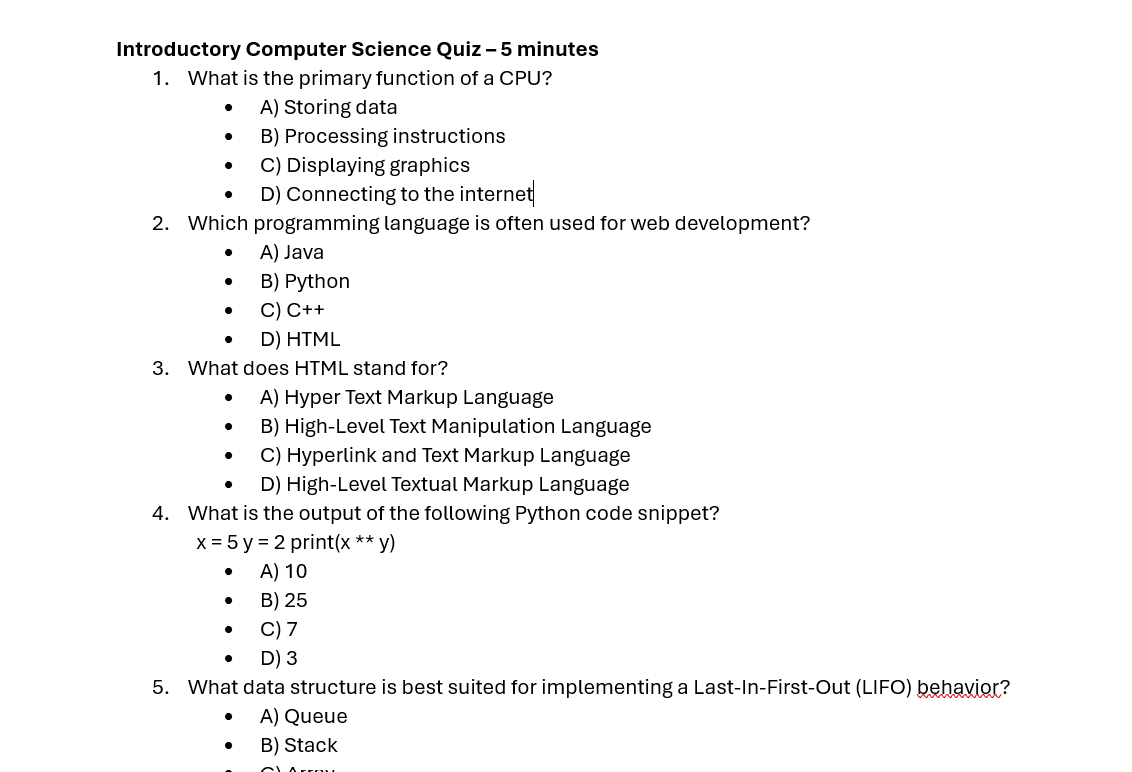 Introductory Computer Science Quiz – 5 minutes
1. What is the primary function of a CPU?
• A) Storing data
• B) Processing instructions
• C) Displaying graphics
• D) Connecting to the internet
2. Which programming language is often used for web development?
• A) Java
• B) Python
• C) C++
• D) HTML
3. What does HTML stand for?
• A) Hyper Text Markup Language
• B) High-Level Text Manipulation Language
• C) Hyperlink and Text Markup Language
• D) High-Level Textual Markup Language
4. What is the output of the following Python code snippet?
x = 5 y = 2 print(x ** y)
• A) 10
• B) 25
• C) 7
• D) 3
5. What data structure is best suited for implementing a Last-In-First-Out (LIFO) behavior?
• A) Queue
• B) Stack
• C) Array